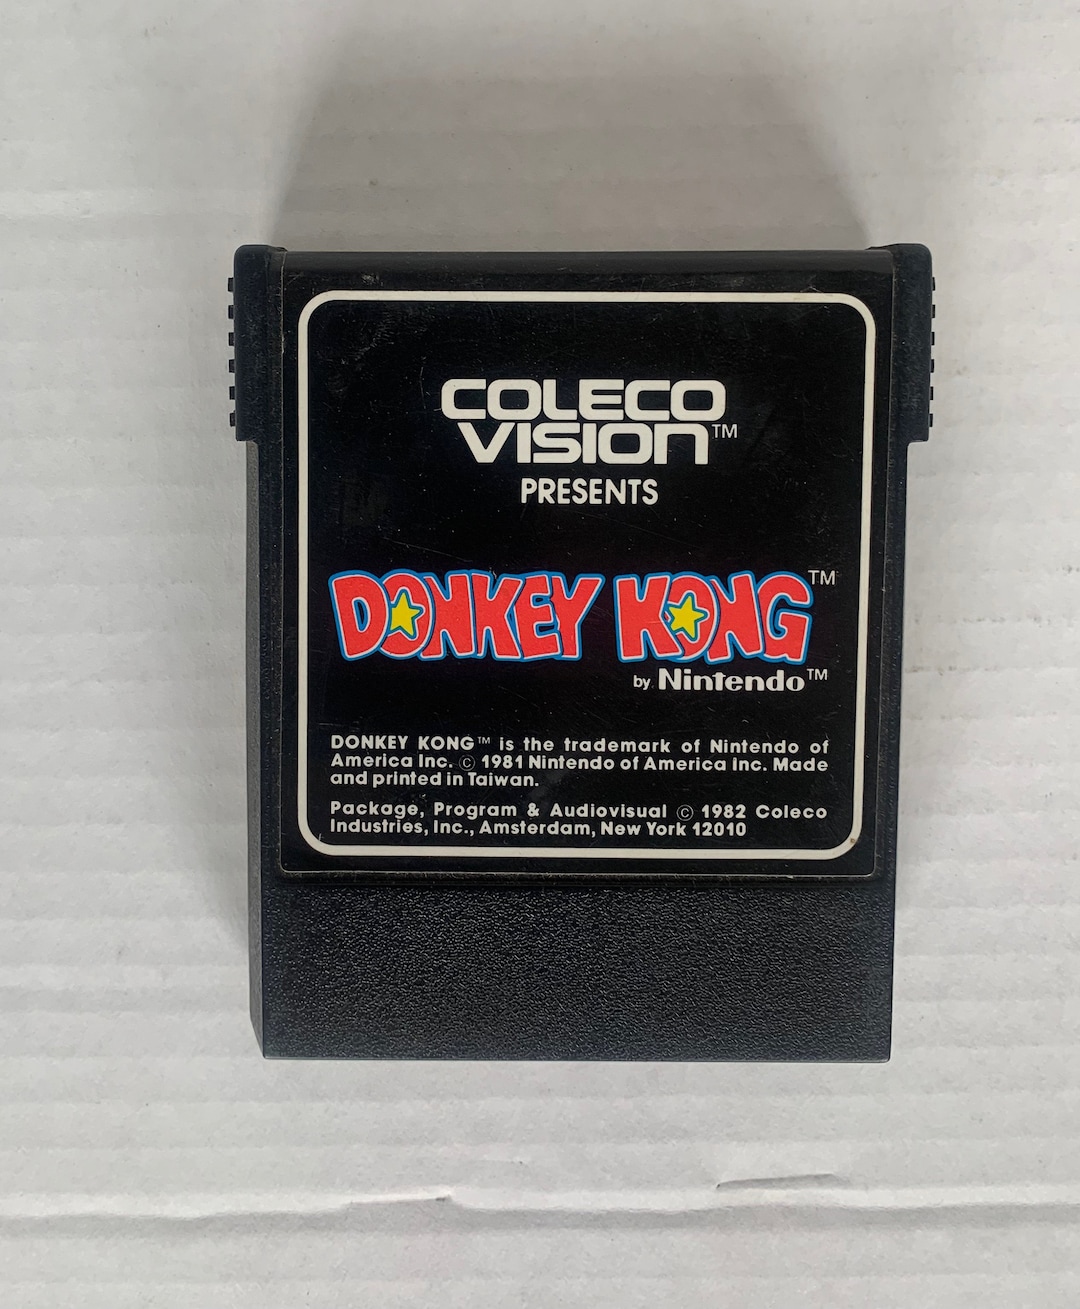 COLECO
VISION™
PRESENTS
DONKEY KONG™
by Nintendo™
DONKEY KONG™ is the trademark of Nintendo of
America Inc. © 1981 Nintendo of America Inc. Made
and printed in Taiwan.
Package, Program & Audiovisual © 1982 Coleco
Industries, Inc., Amsterdam, New York 12010